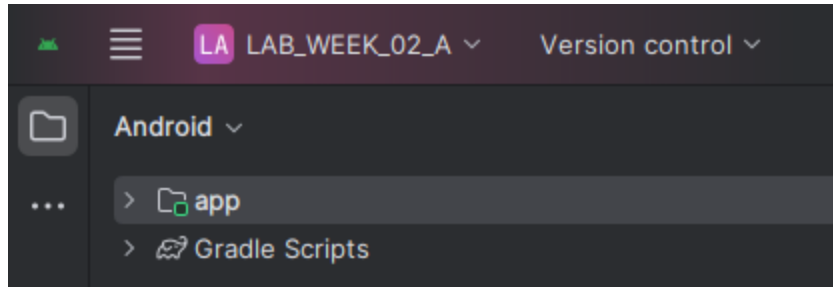 LA LAB_WEEK_02_A Version control
Android
app
Gradle Scripts